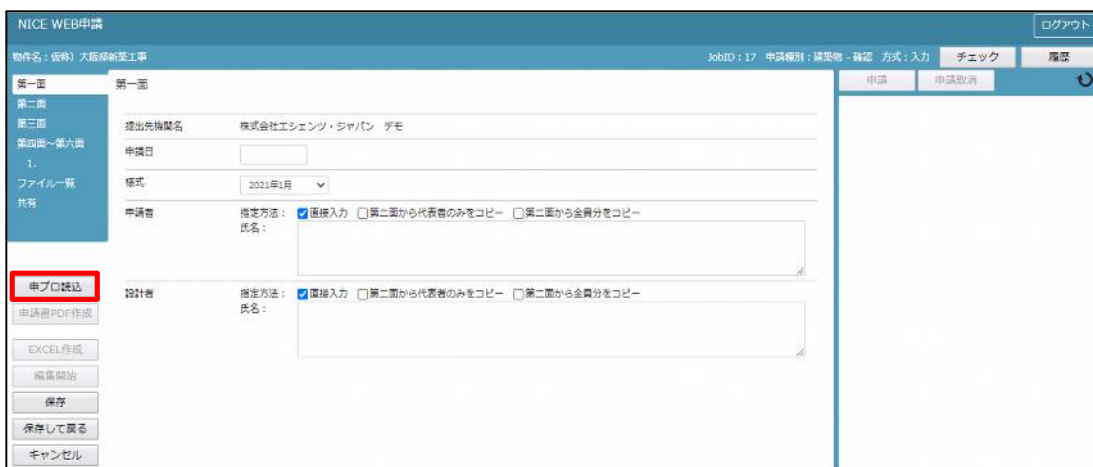 NICE WEB申請
ログアウト
物件名：仮称）大阪邸新築工事
JobID：17 申請種別：建築物 - 確認 方式：入力
チェック
履歴
第一面
第二面
第三面
第四面～第六面
1.
ファイル一覧
共有
第一面
申請
申請取消
提出先機関名 株式会社エシェンツ・ジャパン デモ
申請日
様式 2021年1月
申請者 指定方法： 直接入力 第二面から代表者のみをコピー 第二面から全員分をコピー
氏名：
設計者 指定方法： 直接入力 第二面から代表者のみをコピー 第二面から全員分をコピー
氏名：
申プロ読込
申請書PDF作成
EXCEL作成
編集開始
保存
保存して戻る
キャンセル